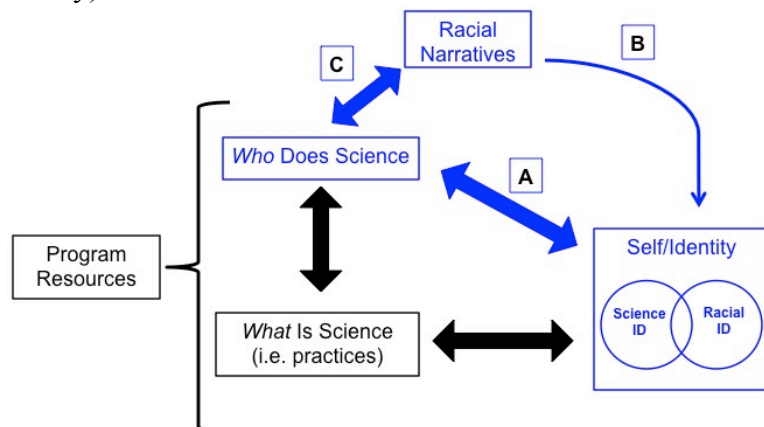 Racial
Narratives
B
C
Who Does Science
A
Program
Resources
Self/Identity
Science
ID
Racial
ID
What Is Science
(i.e. practices)